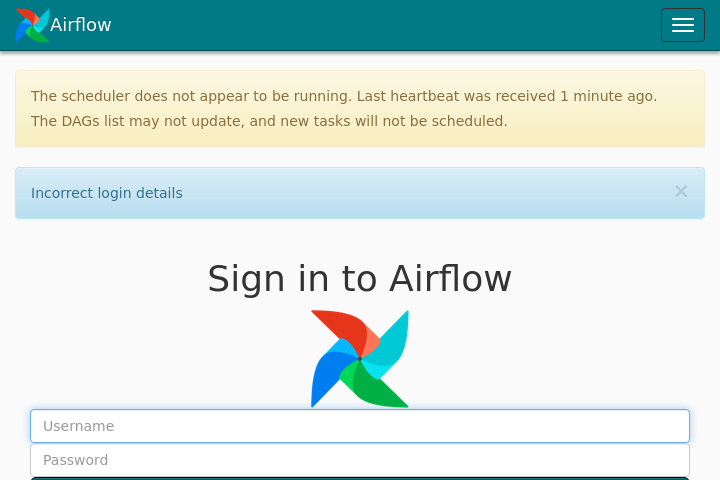 Airflow
The scheduler does not appear to be running. Last heartbeat was received 1 minute ago.
The DAGs list may not update, and new tasks will not be scheduled.
Incorrect login details
×
Sign in to Airflow
Username
Password